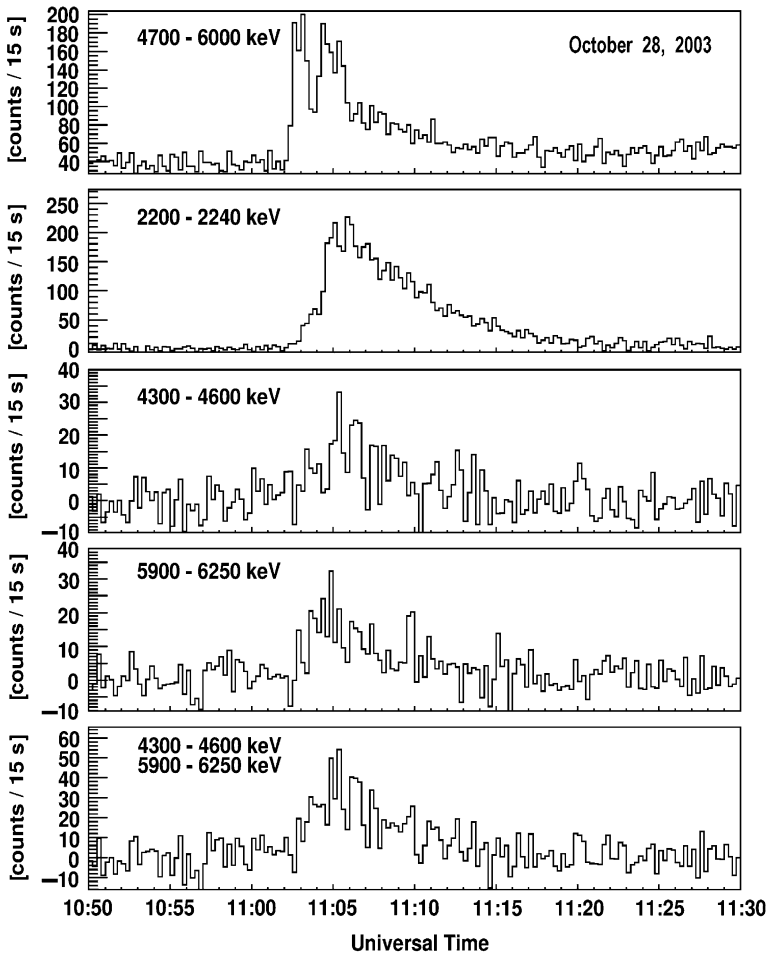 [counts / 15 s]
200
180
160
140
120
100
80
60
40
4700 - 6000 keV
October 28, 2003
[counts / 15 s]
250
200
150
100
50
0
2200 - 2240 keV
[counts / 15 s]
40
30
20
10
0
−10
4300 - 4600 keV
[counts / 15 s]
40
30
20
10
0
−10
5900 - 6250 keV
[counts / 15 s]
60
50
40
30
20
10
0
−10
4300 - 4600 keV
5900 - 6250 keV
10:50 10:55 11:00 11:05 11:10 11:15 11:20 11:25 11:30
Universal Time